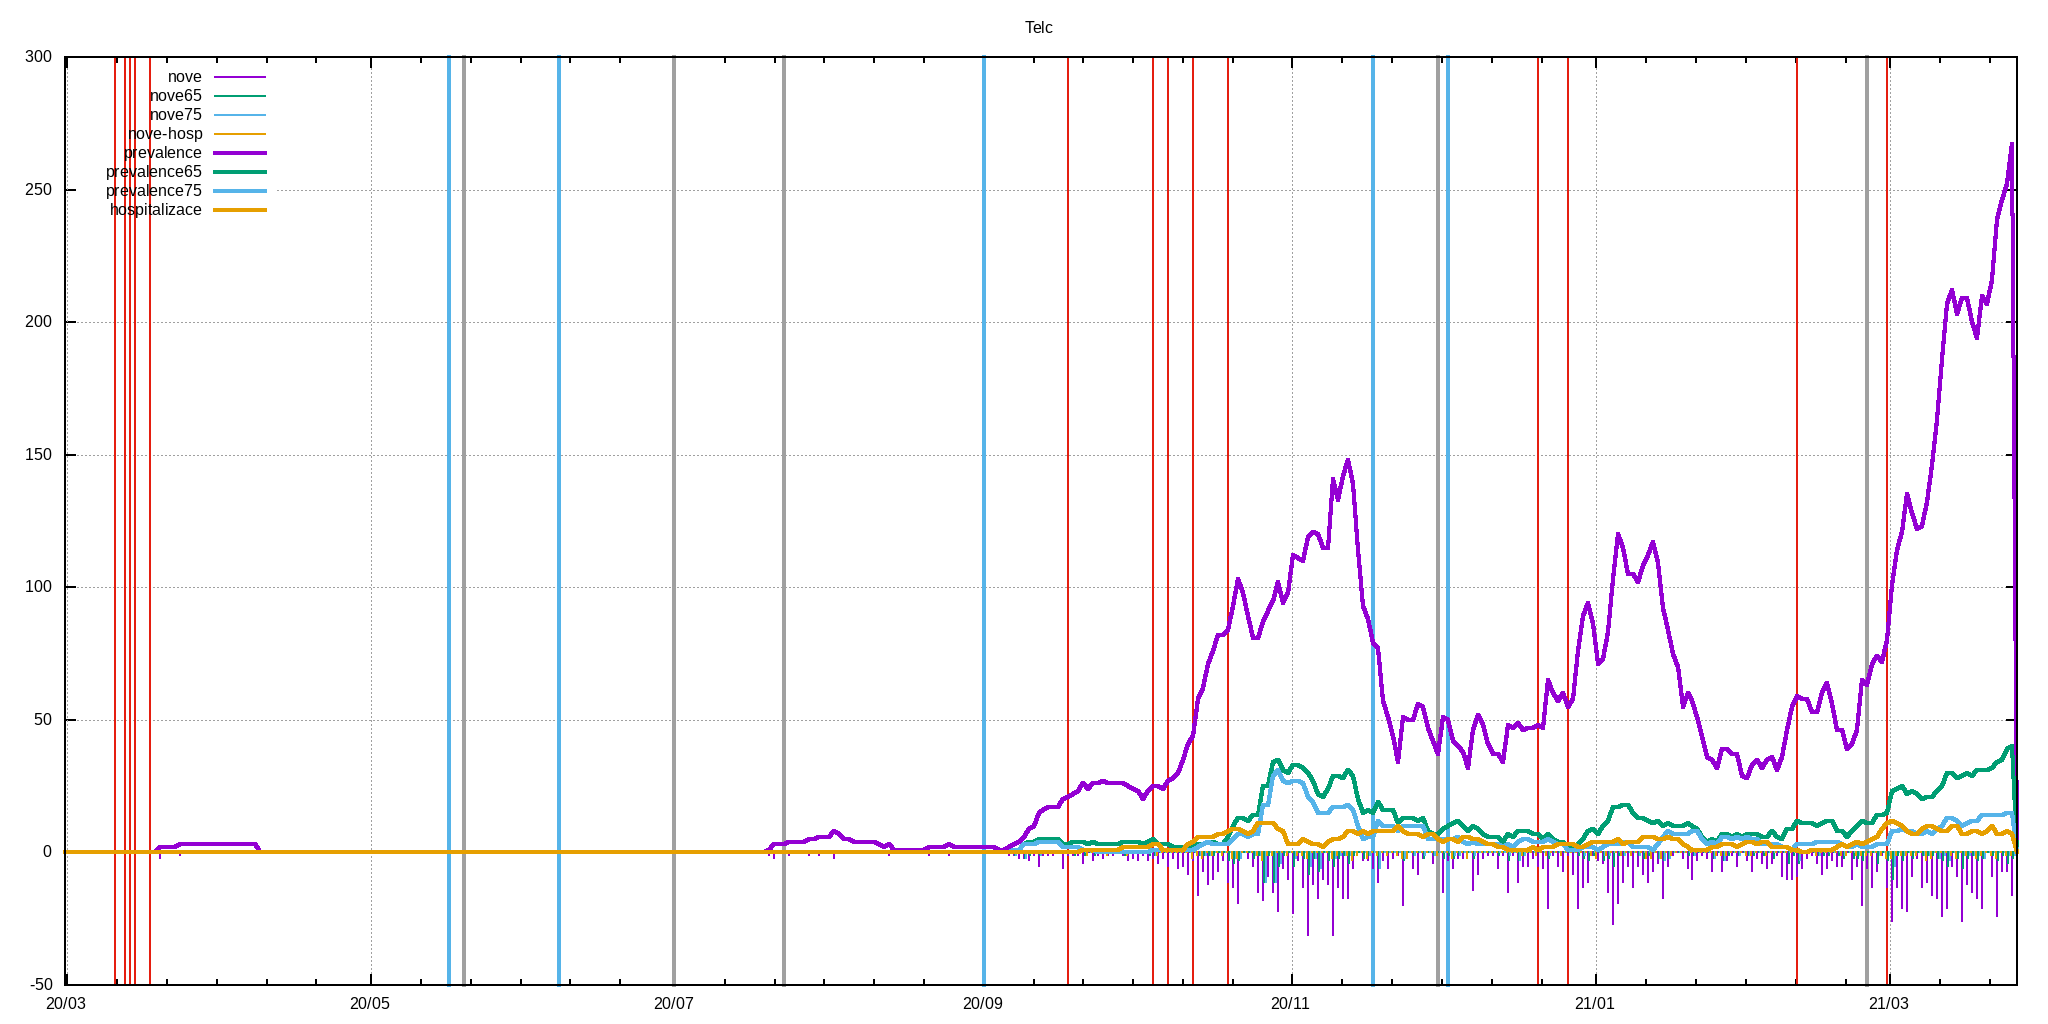 Telc
300
250
200
150
100
50
0
-50
nove
nove65
nove75
nove-hosp
prevalence
prevalence65
prevalence75
hospitalizace
20/03 20/05 20/07 20/09 20/11 21/01 21/03